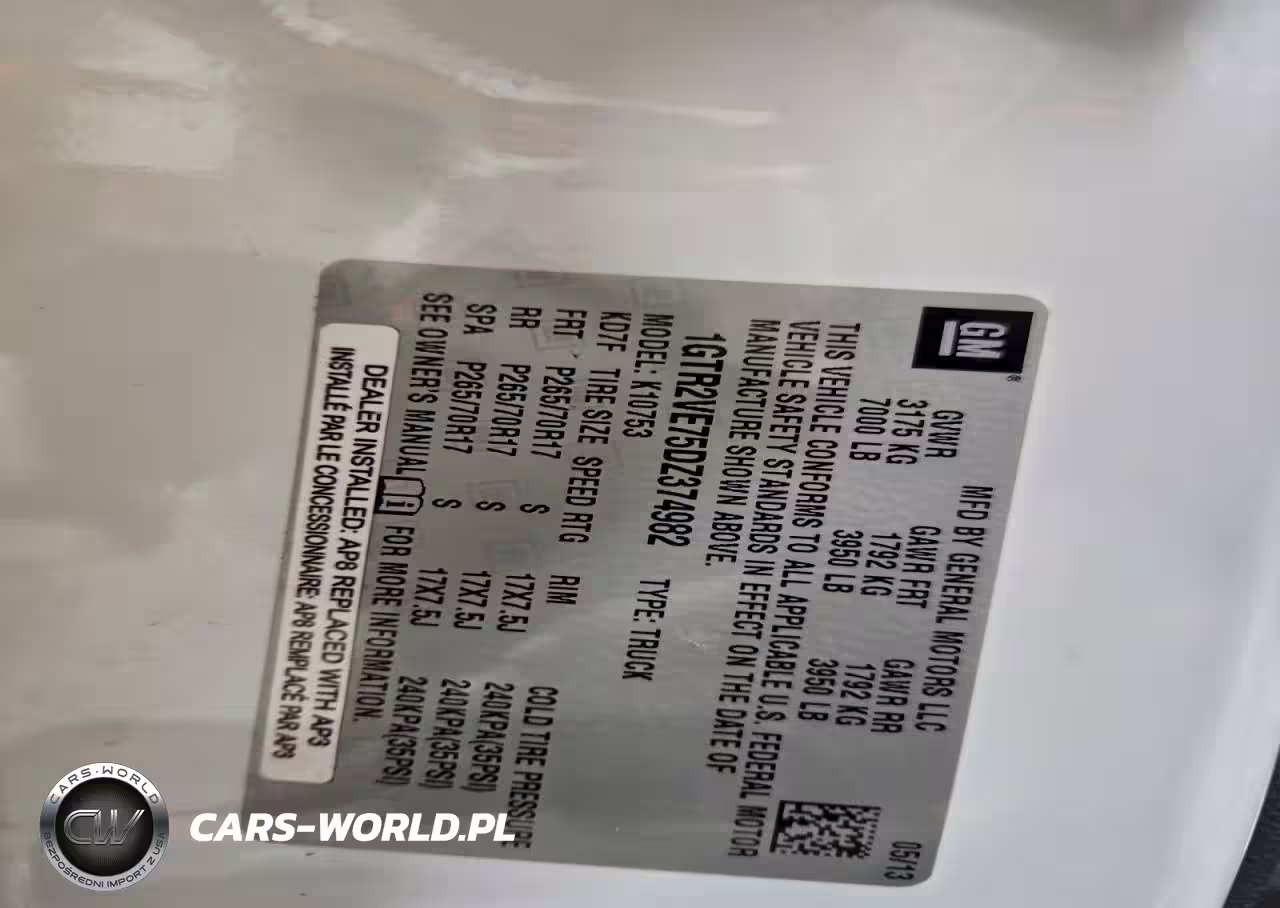 GM
MFD BY GENERAL MOTORS LLC 05/13
GVWR GAWR FRT GAWR RR
3175 KG 1792 KG 1792 KG
7000 LB 3950 LB 3950 LB
THIS VEHICLE CONFORMS TO ALL APPLICABLE U.S. FEDERAL MOTOR
VEHICLE SAFETY STANDARDS IN EFFECT ON THE DATE OF
MANUFACTURE SHOWN ABOVE.
1GTR2VE75DZ374982 TYPE: TRUCK
MODEL: K10753
KD7F TIRE SIZE SPEED RTG RIM COLD TIRE PRESSURE
FRT P265/70R17 S 17X7.5J 240KPA(35PSI)
RR P265/70R17 S 17X7.5J 240KPA(35PSI)
SPA P265/70R17 S 17X7.5J 240KPA(35PSI)
SEE OWNER'S MANUAL FOR MORE INFORMATION.
DEALER INSTALLED: AP8 REPLACED WITH AP3
INSTALLÉ PAR LE CONCESSIONNAIRE: AP8 REMPLACÉ PAR AP3
CARS-WORLD
CW
BEZPOŚREDNI IMPORT Z USA
CARS-WORLD.PL